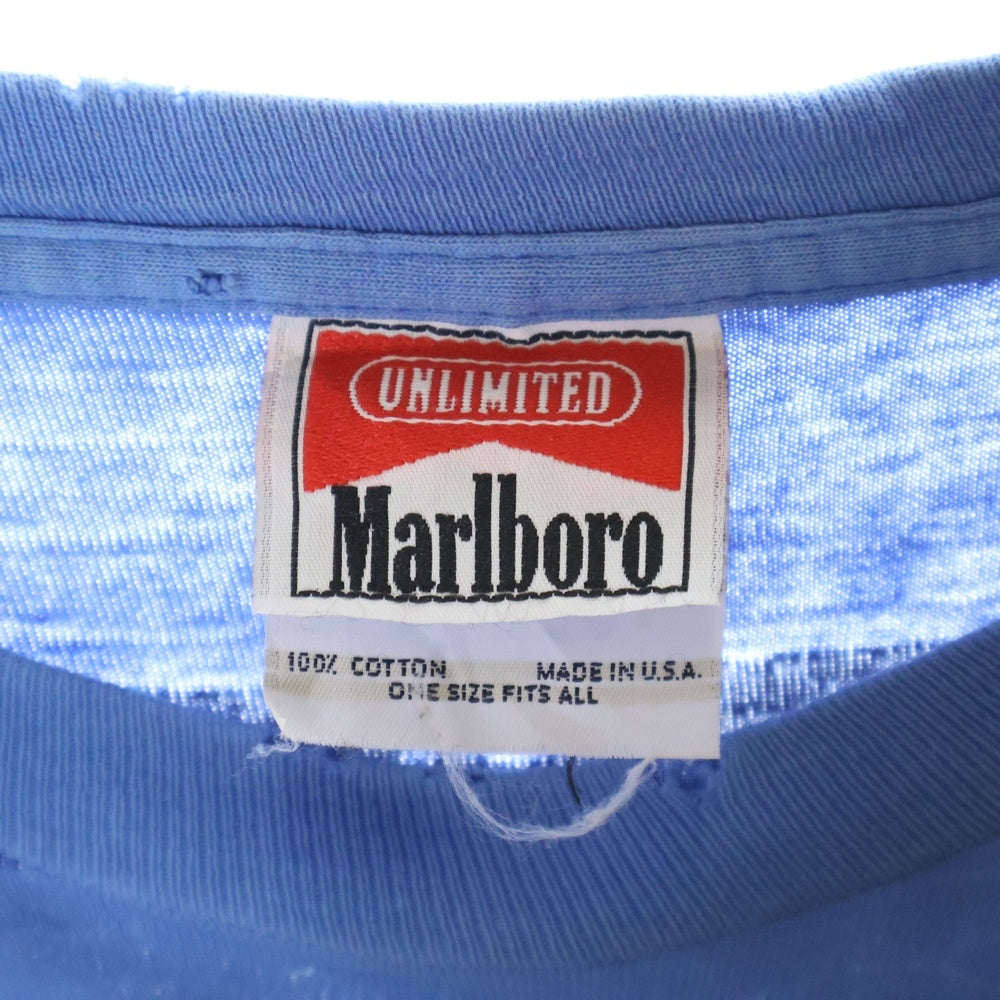 UNLIMITED
Marlboro
100% COTTON MADE IN U.S.A.
ONE SIZE FITS ALL